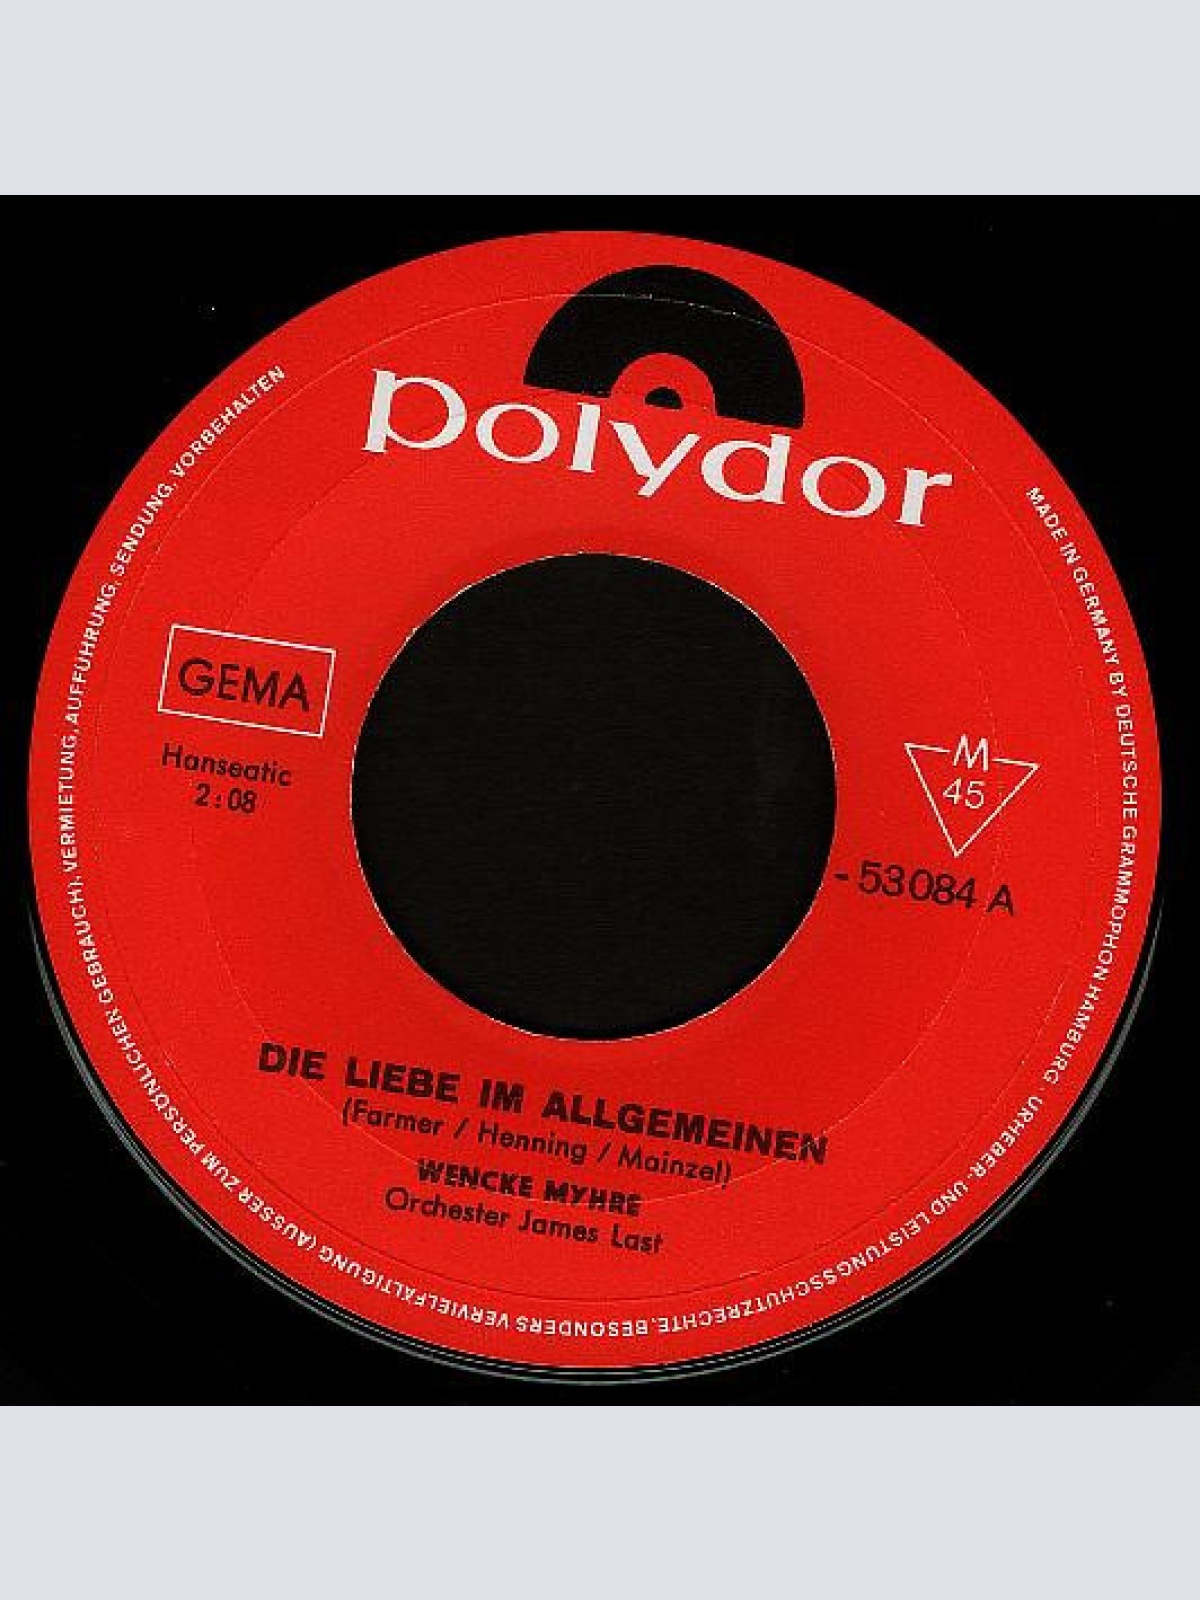 polydor
GEMA
Hanseatic
2:08
M
45
- 53 084 A
DIE LIEBE IM ALLGEMEINEN
(Farmer / Henning / Mainzel)
WENCKE MYHRE
Orchester James Last
MADE IN GERMANY BY DEUTSCHE GRAMMOPHON HAMBURG. URHEBER- UND LEISTUNGSSCHUTZRECHTE, BESONDERS VERVIELFÄLTIGUNG (AUSSER ZUM PERSÖNLICHEN GEBRAUCH), VERMIETUNG, AUFFÜHRUNG, SENDUNG, VORBEHALTEN